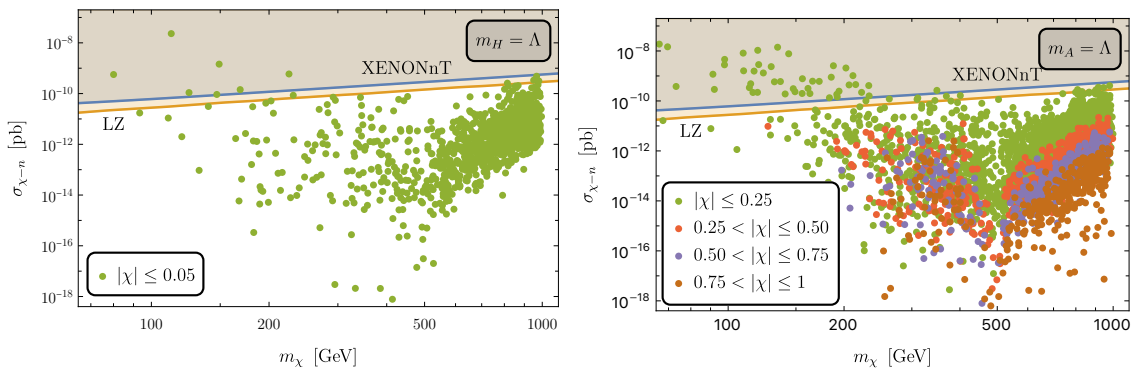 10⁻⁸
10⁻¹⁰
10⁻¹²
10⁻¹⁴
10⁻¹⁶
10⁻¹⁸
σχ₋n [pb]
m_H = Λ
XENONnT
LZ
|χ| ≤ 0.05
100
200
500
1000
m_χ [GeV]
10⁻⁸
10⁻¹⁰
10⁻¹²
10⁻¹⁴
10⁻¹⁶
10⁻¹⁸
σχ₋n [pb]
m_A = Λ
XENONnT
LZ
|χ| ≤ 0.25
0.25 < |χ| ≤ 0.50
0.50 < |χ| ≤ 0.75
0.75 < |χ| ≤ 1
100
200
500
1000
m_χ [GeV]